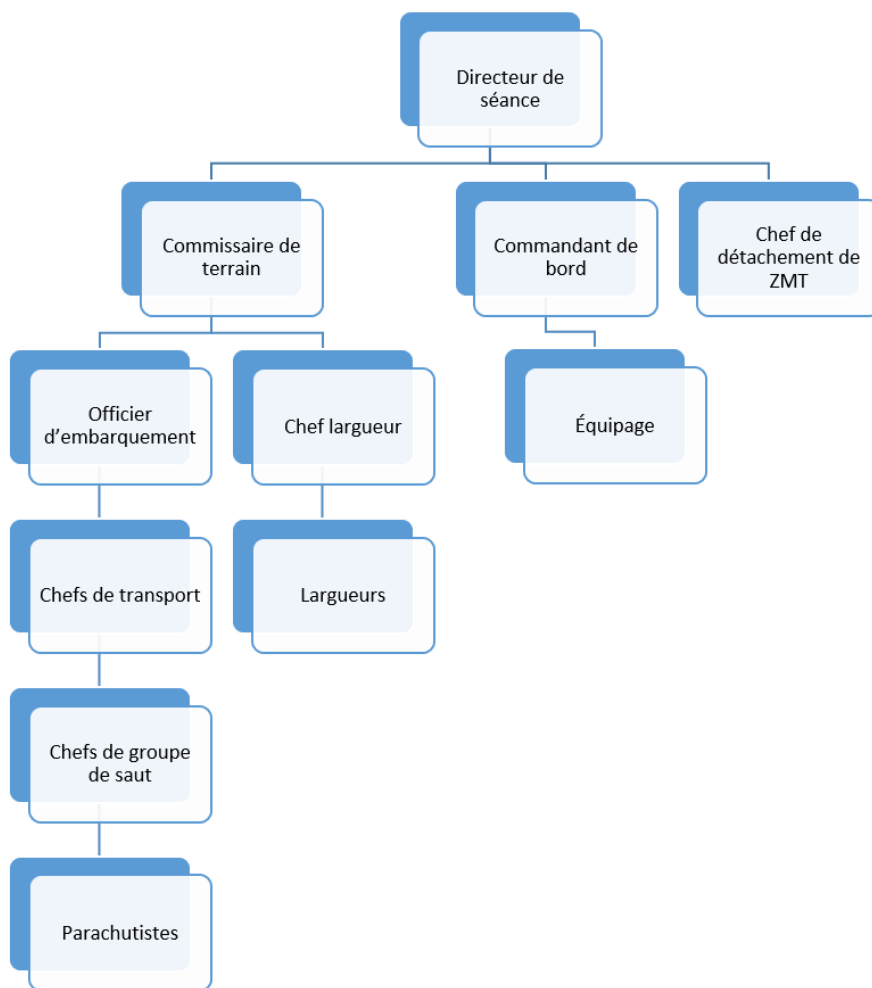 Directeur de
séance
Commissaire de
terrain
Commandant de
bord
Chef de
détachement de
ZMT
Officier
d’embarquement
Chef largueur
Équipage
Chefs de transport
Largueurs
Chefs de groupe
de saut
Parachutistes